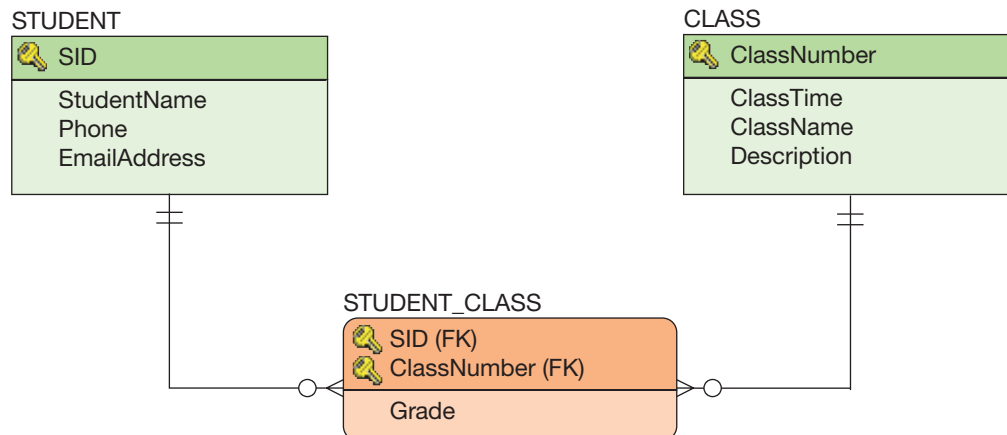 STUDENT
SID
StudentName
Phone
EmailAddress
CLASS
ClassNumber
ClassTime
ClassName
Description
STUDENT_CLASS
SID (FK)
ClassNumber (FK)
Grade